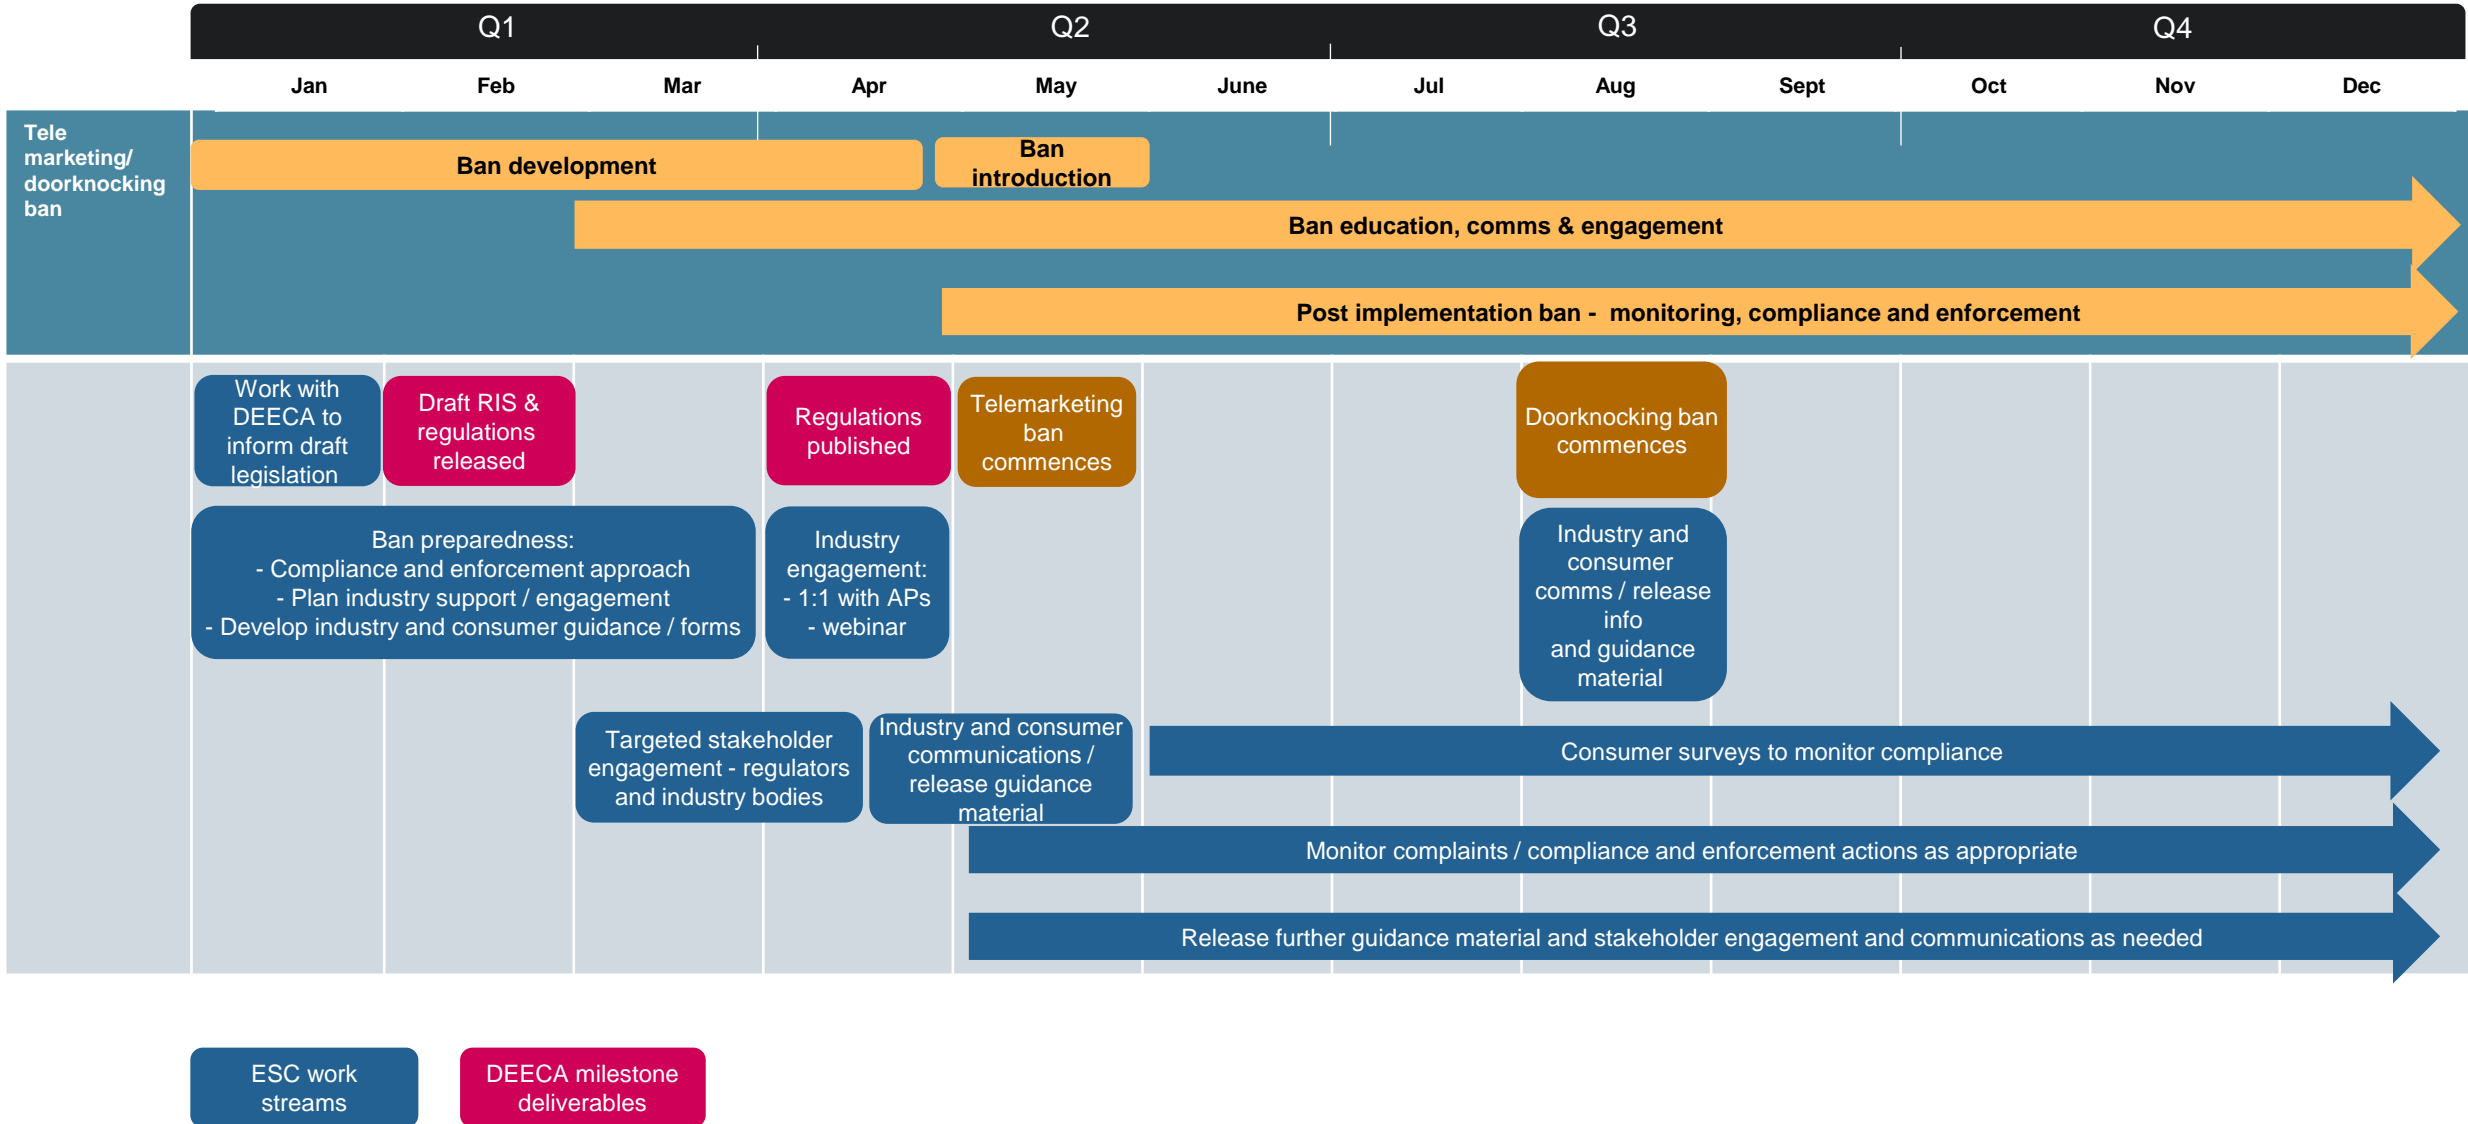 Q1
Q2
Q3
Q4
Jan
Feb
Mar
Apr
May
June
Jul
Aug
Sept
Oct
Nov
Dec
Tele
marketing/
doorknocking
ban
Ban development
Ban
introduction
Ban education, comms & engagement
Post implementation ban -  monitoring, compliance and enforcement
Work with
DEECA to
inform draft
legislation
Draft RIS &
regulations
released
Regulations
published
Telemarketing
ban
commences
Doorknocking ban
commences
Ban preparedness:
- Compliance and enforcement approach
- Plan industry support / engagement
- Develop industry and consumer guidance / forms
Industry
engagement:
- 1:1 with APs
- webinar
Industry and
consumer
comms / release
info
and guidance
material
Targeted stakeholder
engagement - regulators
and industry bodies
Industry and consumer
communications /
release guidance
material
Consumer surveys to monitor compliance
Monitor complaints / compliance and enforcement actions as appropriate
Release further guidance material and stakeholder engagement and communications as needed
ESC work
streams
DEECA milestone
deliverables